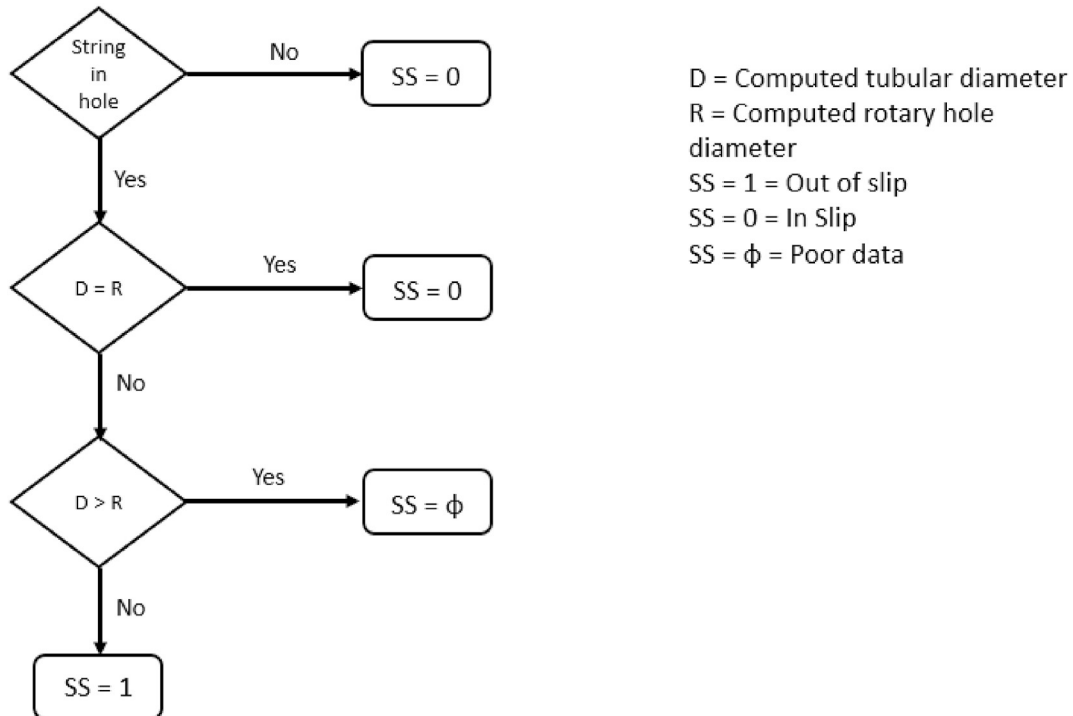 String
in
hole
No
SS = 0
Yes
D = R
Yes
SS = 0
No
D > R
Yes
SS = ϕ
No
SS = 1
D = Computed tubular diameter
R = Computed rotary hole
diameter
SS = 1 = Out of slip
SS = 0 = In Slip
SS = ϕ = Poor data